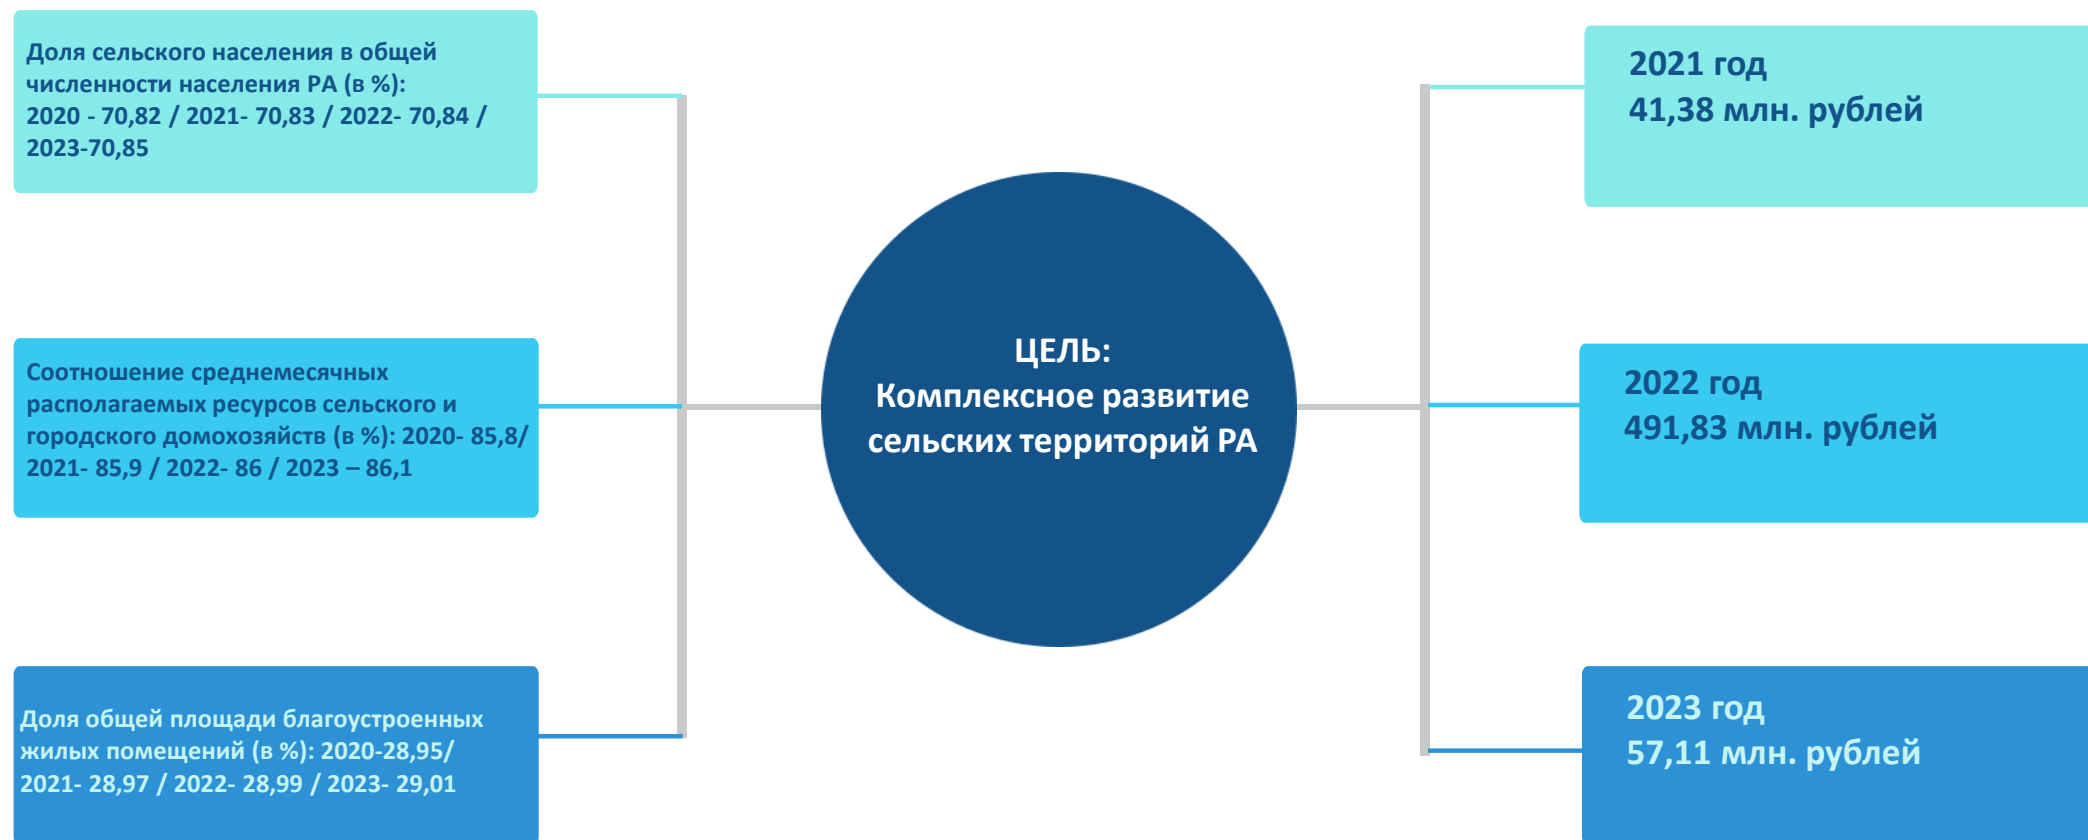 Доля сельского населения в общей
численности населения РА (в %):
2020 - 70,82 / 2021- 70,83 / 2022- 70,84 /
2023-70,85
Соотношение среднемесячных
располагаемых ресурсов сельского и
городского домохозяйств (в %): 2020- 85,8/
2021- 85,9 / 2022- 86 / 2023 – 86,1
Доля общей площади благоустроенных
жилых помещений (в %): 2020-28,95/
2021- 28,97 / 2022- 28,99 / 2023- 29,01
ЦЕЛЬ:
Комплексное развитие
сельских территорий РА
2021 год
41,38 млн. рублей
2022 год
491,83 млн. рублей
2023 год
57,11 млн. рублей